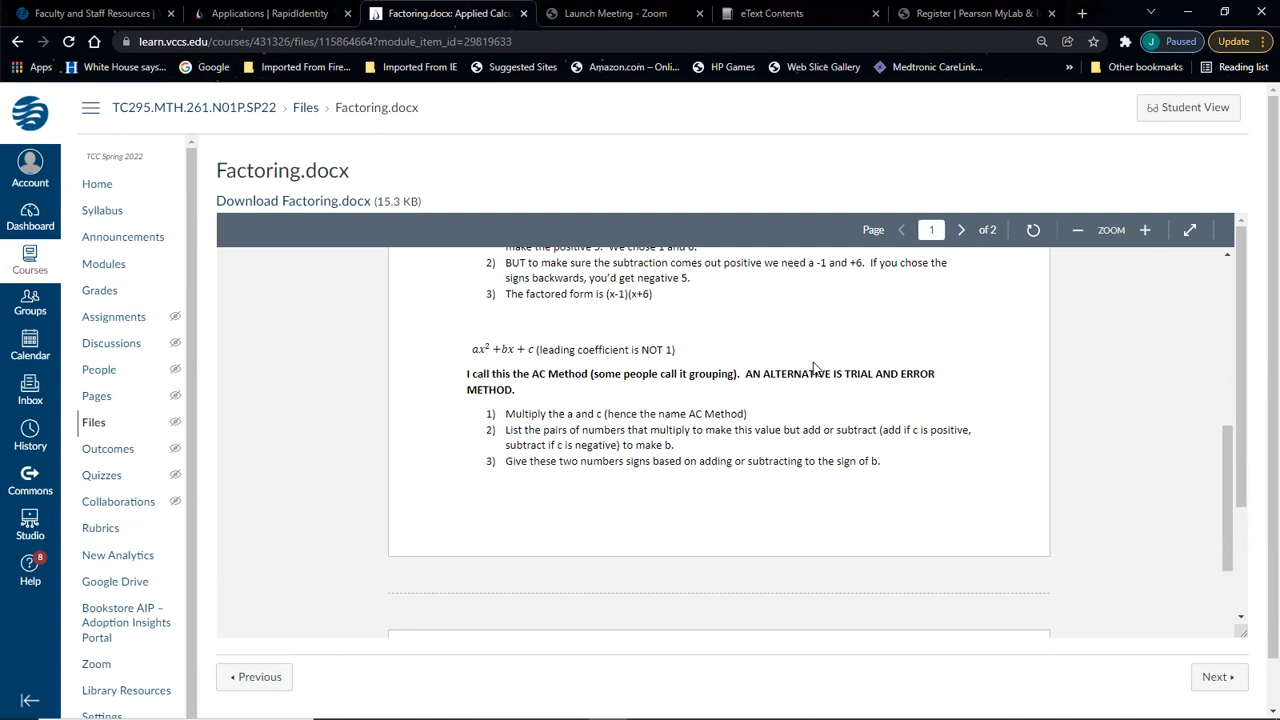 Faculty and Staff Resources |
Applications | RapidIdentity
Factoring.docx: Applied Calcu
Launch Meeting - Zoom
eText Contents
Register | Pearson MyLab &
learn.vccs.edu/courses/431326/files/115864664?module_item_id=29819633
J Paused
Update
Apps
White House says...
Google
Imported From Fire...
Imported From IE
Suggested Sites
Amazon.com – Onli...
HP Games
Web Slice Gallery
Medtronic CareLink...
»
Other bookmarks
Reading list
TC295.MTH.261.N01P.SP22 › Files › Factoring.docx
Student View
Account
Dashboard
Courses
Groups
Calendar
Inbox
History
Commons
Studio
8
Help
TCC Spring 2022
Home
Syllabus
Announcements
Modules
Grades
Assignments
Discussions
People
Pages
Files
Outcomes
Quizzes
Collaborations
Rubrics
New Analytics
Google Drive
Bookstore AIP –
Adoption Insights
Portal
Zoom
Library Resources
Settings
Factoring.docx
Download Factoring.docx (15.3 KB)
Page 1 of 2
ZOOM
make the positive 5. We chose 1 and 6.
2) BUT to make sure the subtraction comes out positive we need a -1 and +6. If you chose the
signs backwards, you'd get negative 5.
3) The factored form is (x-1)(x+6)
ax² +bx + c (leading coefficient is NOT 1)
I call this the AC Method (some people call it grouping). AN ALTERNATIVE IS TRIAL AND ERROR
METHOD.
1) Multiply the a and c (hence the name AC Method)
2) List the pairs of numbers that multiply to make this value but add or subtract (add if c is positive,
subtract if c is negative) to make b.
3) Give these two numbers signs based on adding or subtracting to the sign of b.
◂ Previous
Next ▸